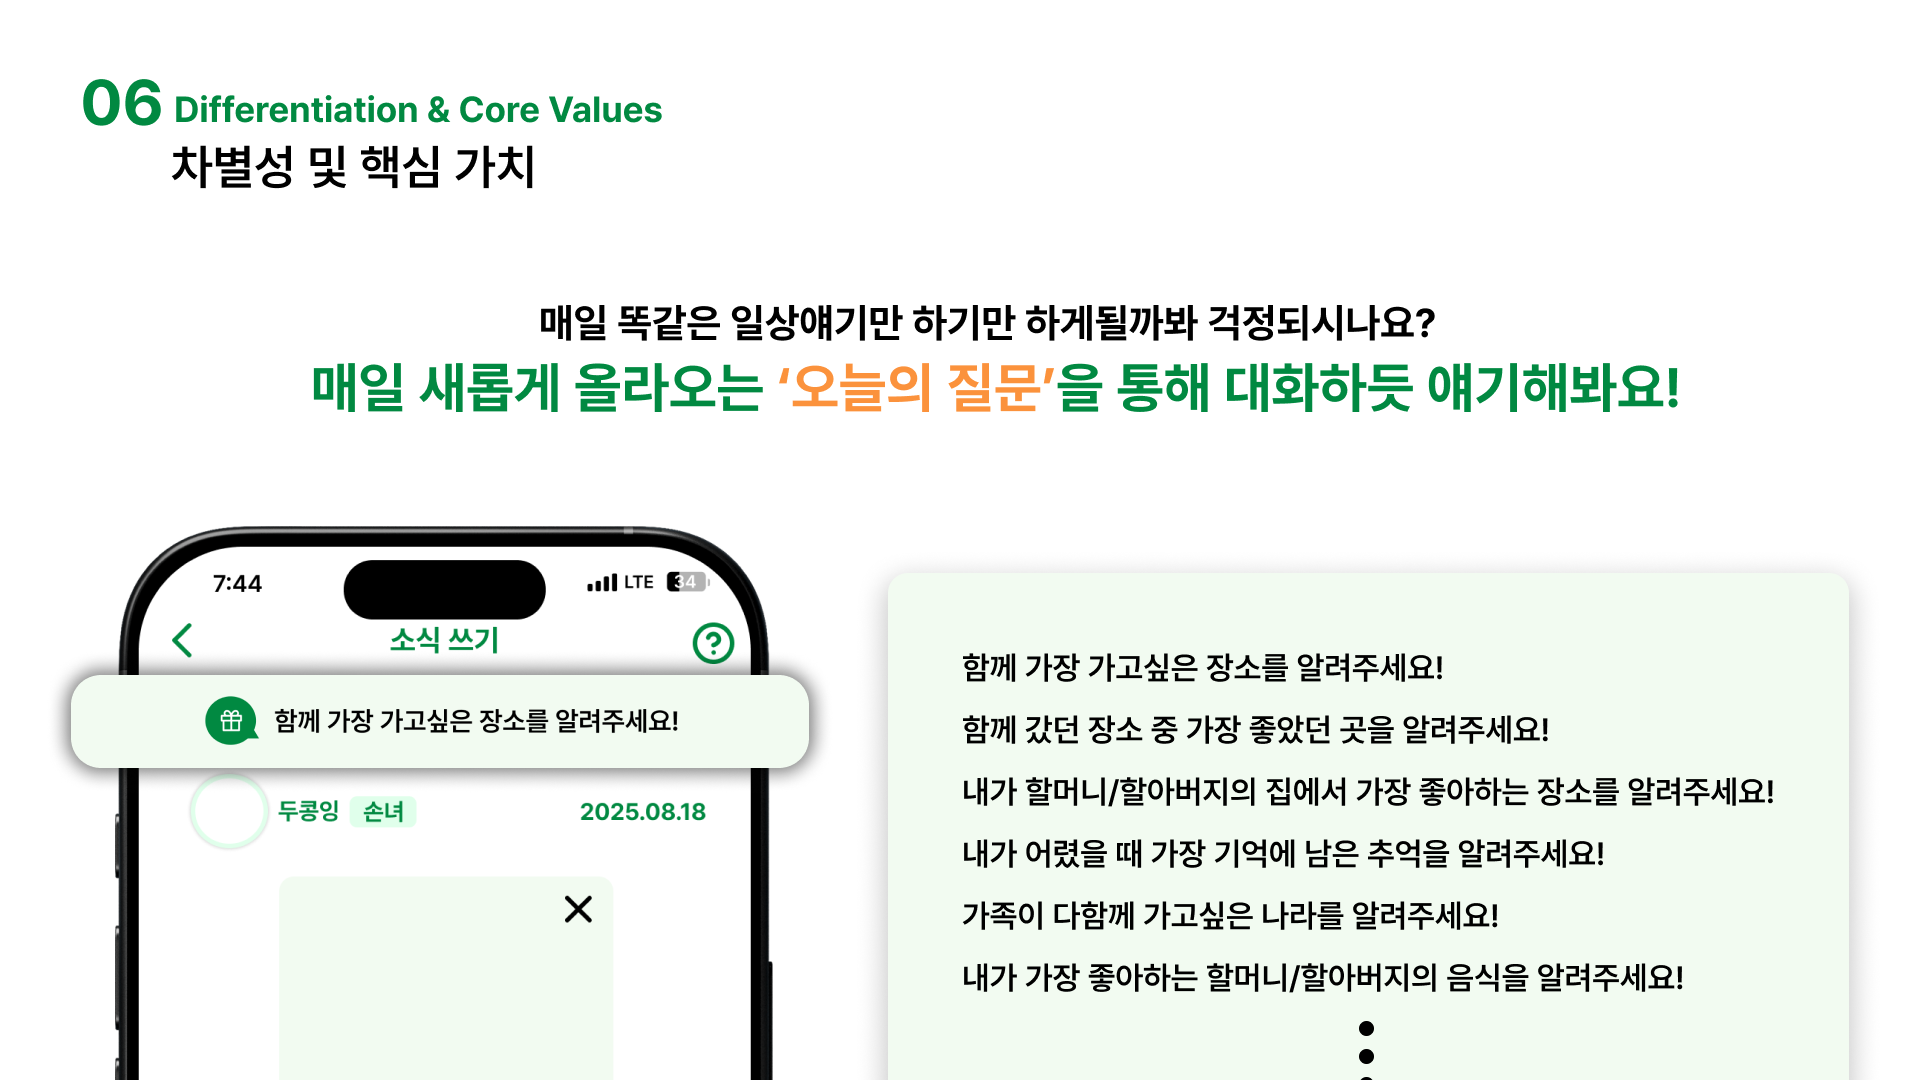 06 Differentiation & Core Values
차별성 및 핵심 가치
매일 똑같은 일상얘기만 하기만 하게될까봐 걱정되시나요?
매일 새롭게 올라오는 ‘오늘의 질문’을 통해 대화하듯 얘기해봐요!
7:44
LTE 34
소식 쓰기
?
함께 가장 가고싶은 장소를 알려주세요!
두콩잉 손녀 2025.08.18
함께 가장 가고싶은 장소를 알려주세요!
함께 갔던 장소 중 가장 좋았던 곳을 알려주세요!
내가 할머니/할아버지의 집에서 가장 좋아하는 장소를 알려주세요!
내가 어렸을 때 가장 기억에 남은 추억을 알려주세요!
가족이 다함께 가고싶은 나라를 알려주세요!
내가 가장 좋아하는 할머니/할아버지의 음식을 알려주세요!